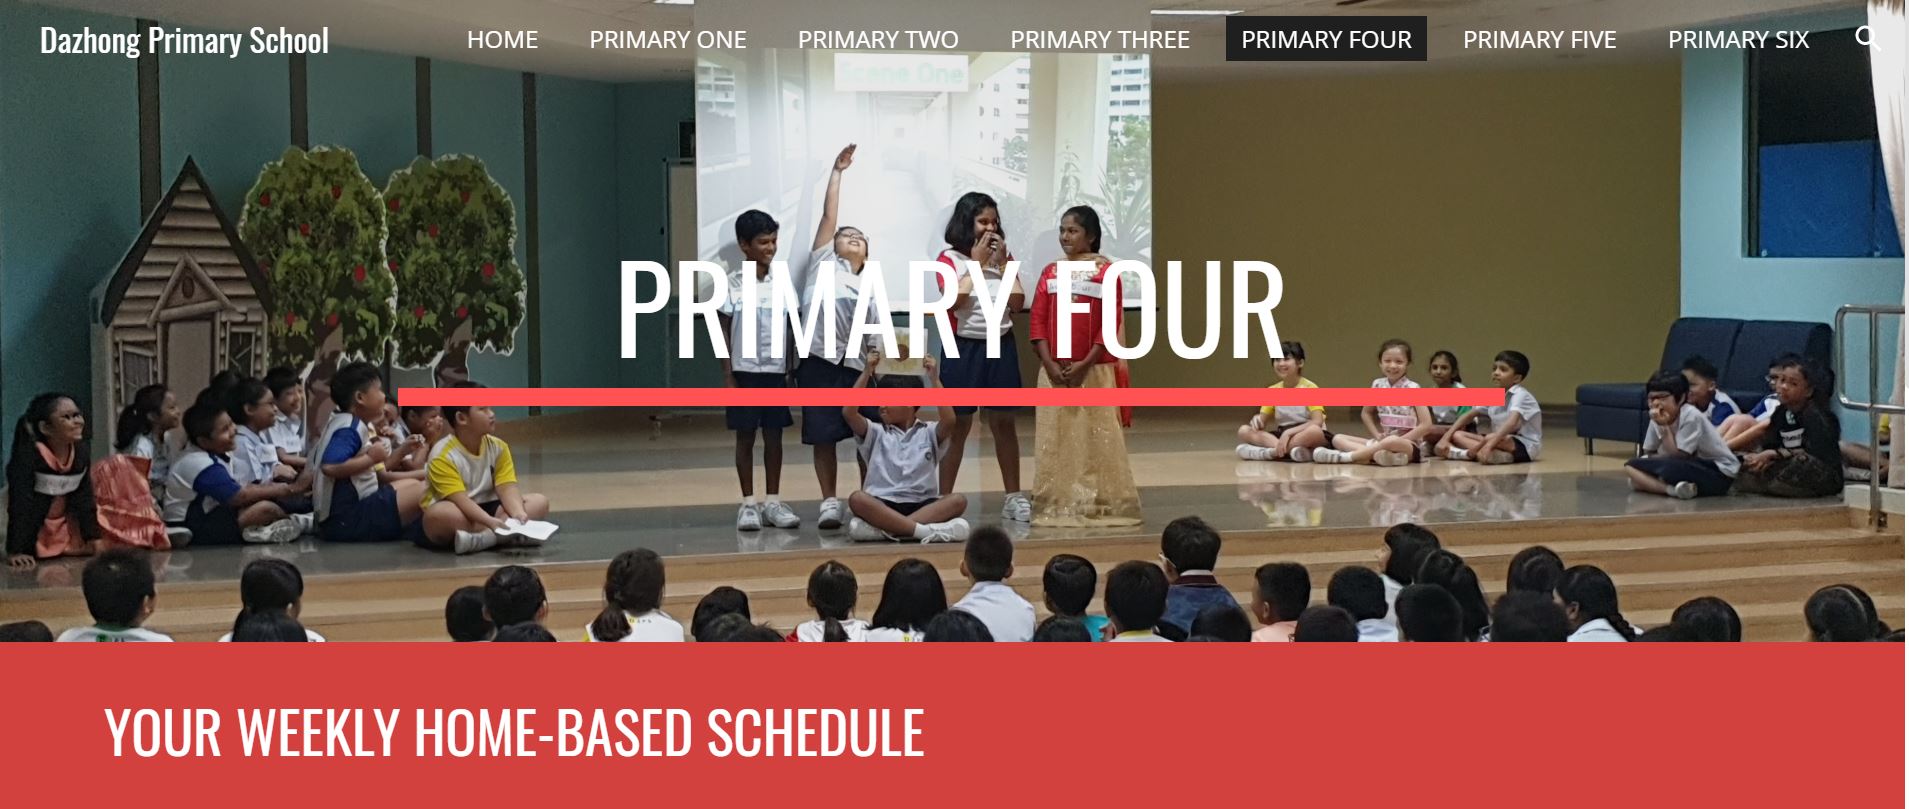 Dazhong Primary School
HOME
PRIMARY ONE
PRIMARY TWO
PRIMARY THREE
PRIMARY FOUR
PRIMARY FIVE
PRIMARY SIX
Scene One
PRIMARY FOUR
YOUR WEEKLY HOME-BASED SCHEDULE